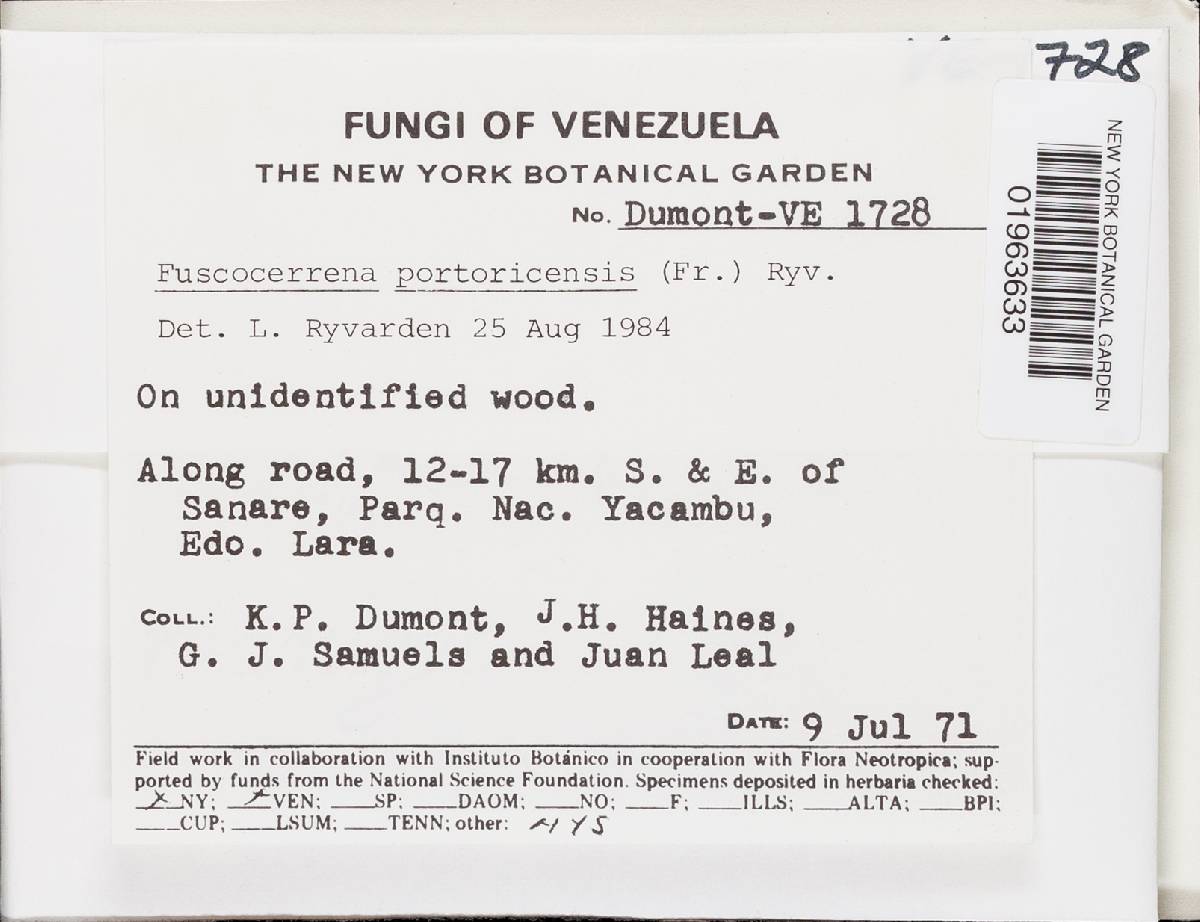 728
FUNGI OF VENEZUELA
THE NEW YORK BOTANICAL GARDEN
No. Dumont-VE 1728
Fuscocerrena portoricensis (Fr.) Ryv.
Det. L. Ryvarden 25 Aug 1984
On unidentified wood.
Along road, 12-17 km. S. & E. of
Sanare, Parq. Nac. Yacambu,
Edo. Lara.
COLL.: K.P. Dumont, J.H. Haines,
G. J. Samuels and Juan Leal
DATE: 9 Jul 71
Field work in collaboration with Instituto Botánico in cooperation with Flora Neotropica; sup-
ported by funds from the National Science Foundation. Specimens deposited in herbaria checked:
x NY; x VEN; ___SP; ___DAOM; ___NO; ___F; ___ILLS; ___ALTA; ___BPI;
___CUP; ___LSUM; ___TENN; other: NYS
NEW YORK BOTANICAL GARDEN
01963633